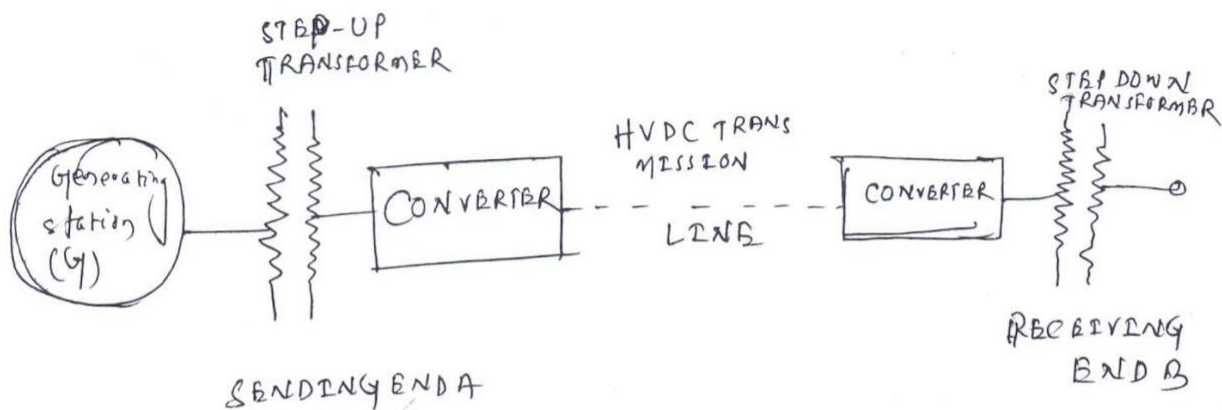 STEP-UP
TRANSFORMER
Generating
station
(G)
CONVERTER
HVDC TRANS
MISSION
LINE
CONVERTER
STEP DOWN
TRANSFORMER
SENDING END A
RECEIVING
END B